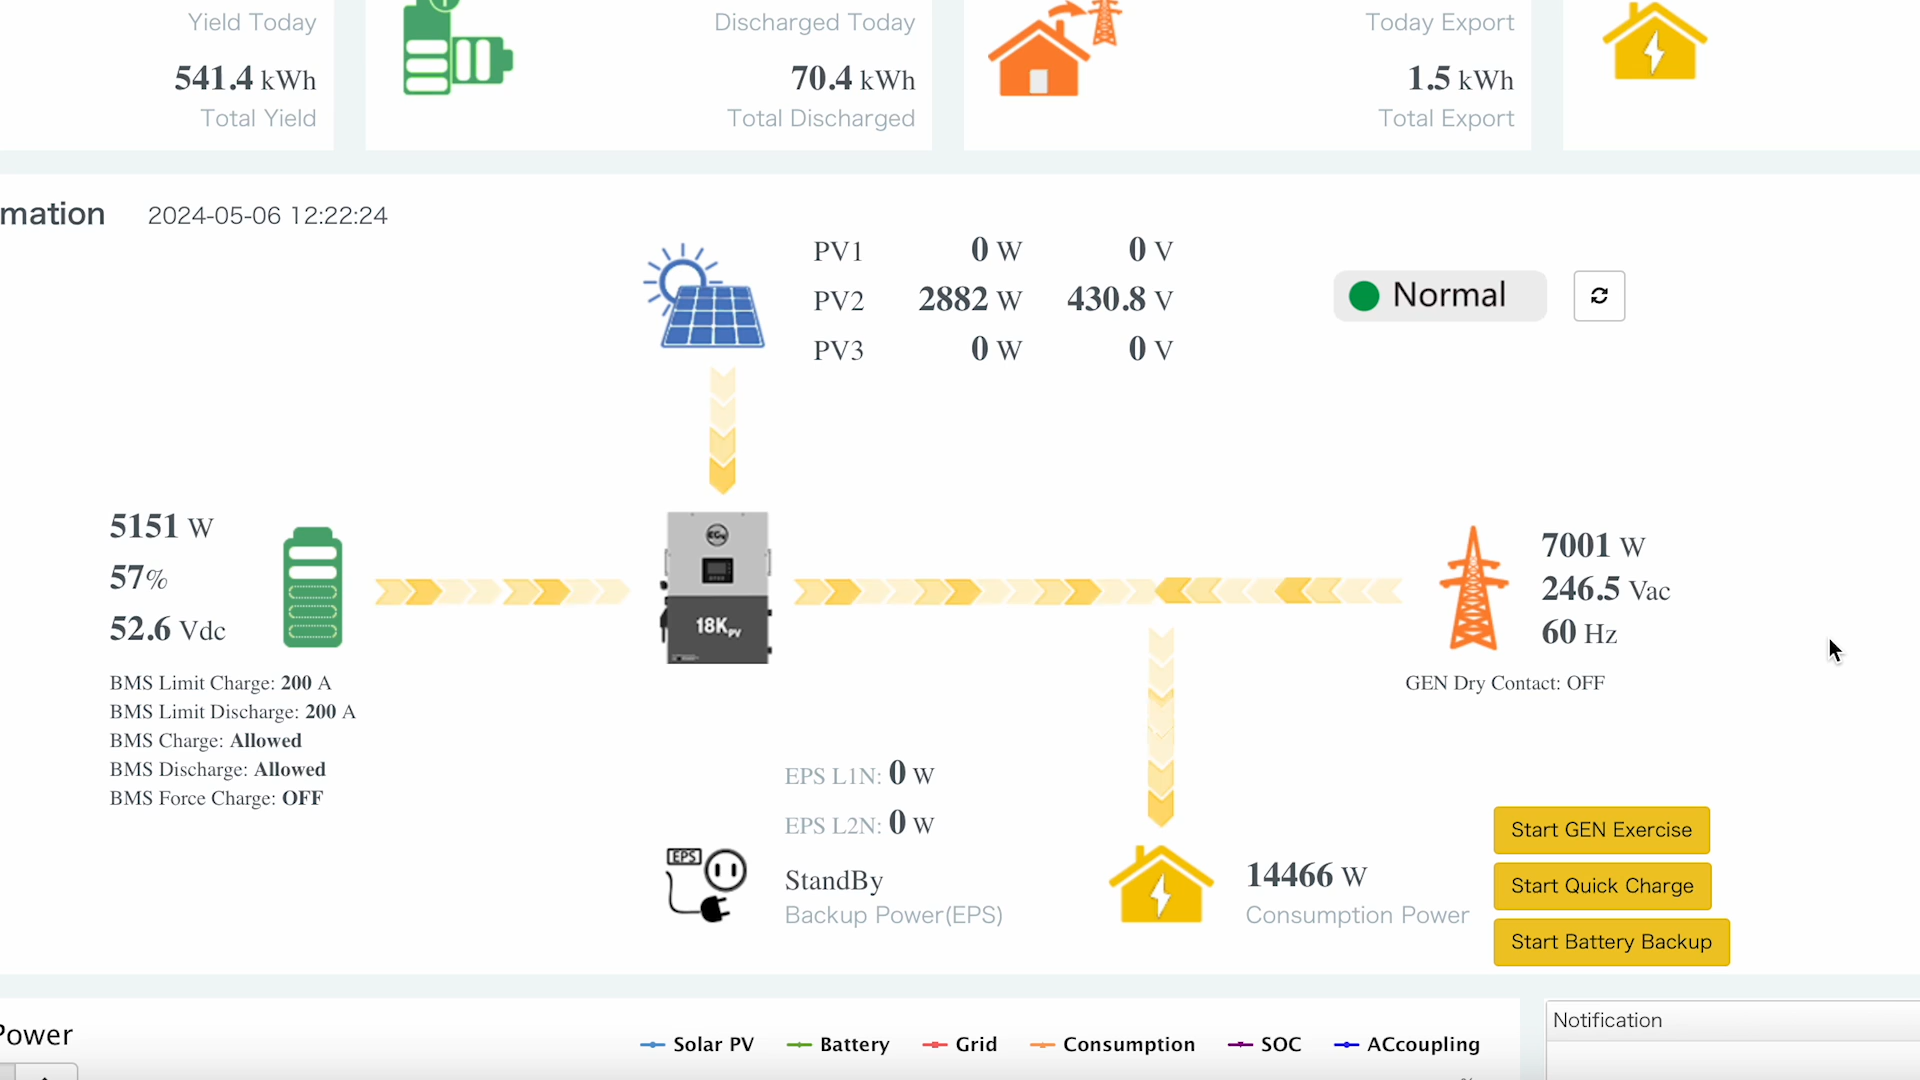 Yield Today
541.4 kWh
Total Yield
Discharged Today
70.4 kWh
Total Discharged
Today Export
1.5 kWh
Total Export
mation 2024-05-06 12:22:24
PV1 0 W 0 V
PV2 2882 W 430.8 V
PV3 0 W 0 V
Normal
5151 W
57%
52.6 Vdc
BMS Limit Charge: 200 A
BMS Limit Discharge: 200 A
BMS Charge: Allowed
BMS Discharge: Allowed
BMS Force Charge: OFF
EG4
18KPV
7001 W
246.5 Vac
60 Hz
GEN Dry Contact: OFF
EPS L1N: 0 W
EPS L2N: 0 W
EPS
StandBy
Backup Power(EPS)
14466 W
Consumption Power
Start GEN Exercise
Start Quick Charge
Start Battery Backup
Power
Solar PV Battery Grid Consumption SOC ACcoupling
Notification